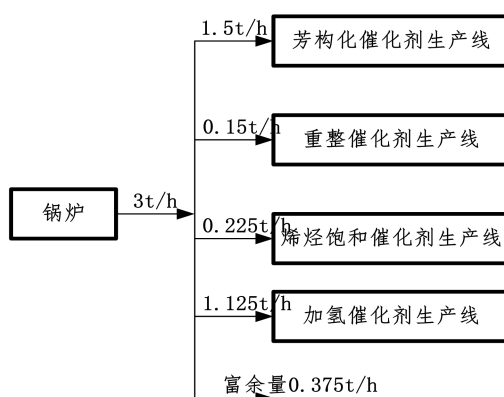 1.5t/h
芳构化催化剂生产线
0.15t/h
重整催化剂生产线
锅炉
3t/h
0.225t/h
烯烃饱和催化剂生产线
1.125t/h
加氢催化剂生产线
富余量0.375t/h